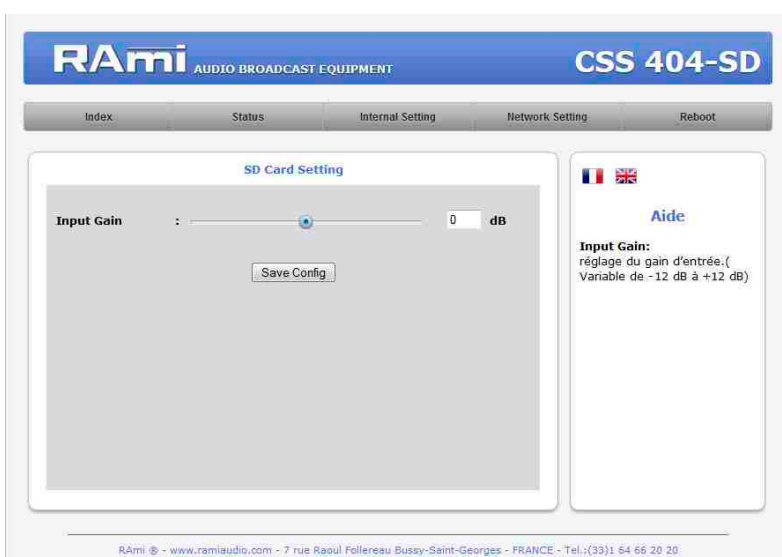 RAmi AUDIO BROADCAST EQUIPMENT
CSS 404-SD
Index Status Internal Setting Network Setting Reboot
SD Card Setting
Input Gain : 0 dB
Save Config
Aide
Input Gain:
réglage du gain d'entrée.(
Variable de -12 dB à +12 dB)
RAmi ® - www.ramiaudio.com - 7 rue Raoul Follereau Bussy-Saint-Georges - FRANCE - Tel.:(33)1 64 66 20 20